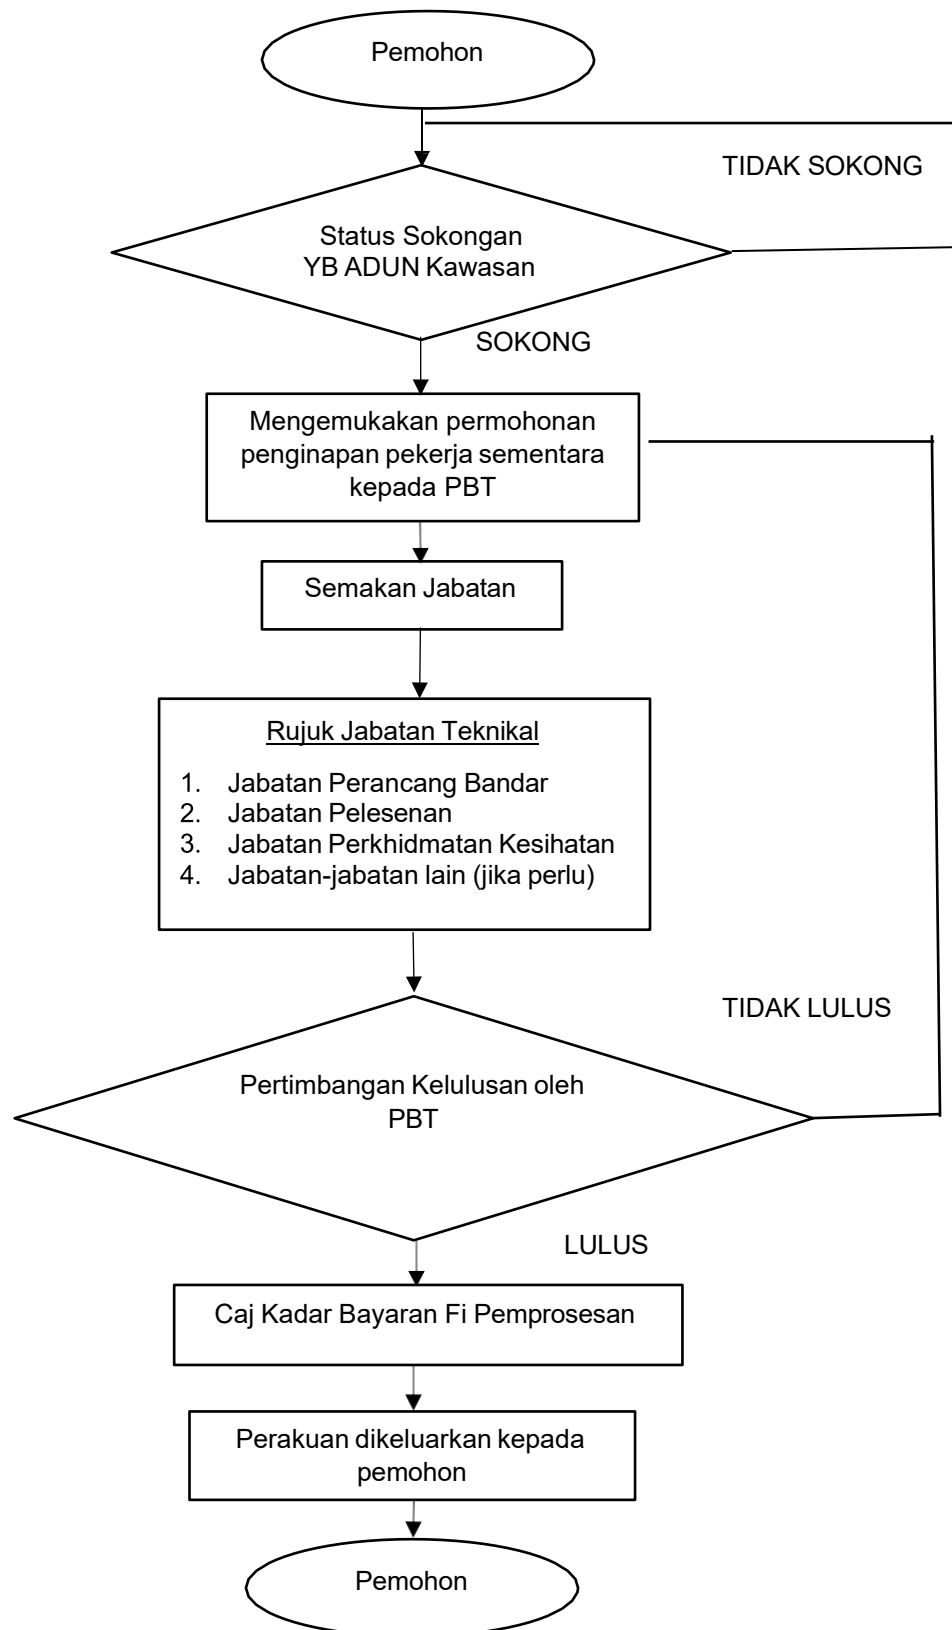 Pemohon
TIDAK SOKONG
Status Sokongan
YB ADUN Kawasan
SOKONG
Mengemukakan permohonan
penginapan pekerja sementara
kepada PBT
Semakan Jabatan
Rujuk Jabatan Teknikal
1. Jabatan Perancang Bandar
2. Jabatan Pelesenan
3. Jabatan Perkhidmatan Kesihatan
4. Jabatan-jabatan lain (jika perlu)
TIDAK LULUS
Pertimbangan Kelulusan oleh
PBT
LULUS
Caj Kadar Bayaran Fi Pemprosesan
Perakuan dikeluarkan kepada
pemohon
Pemohon